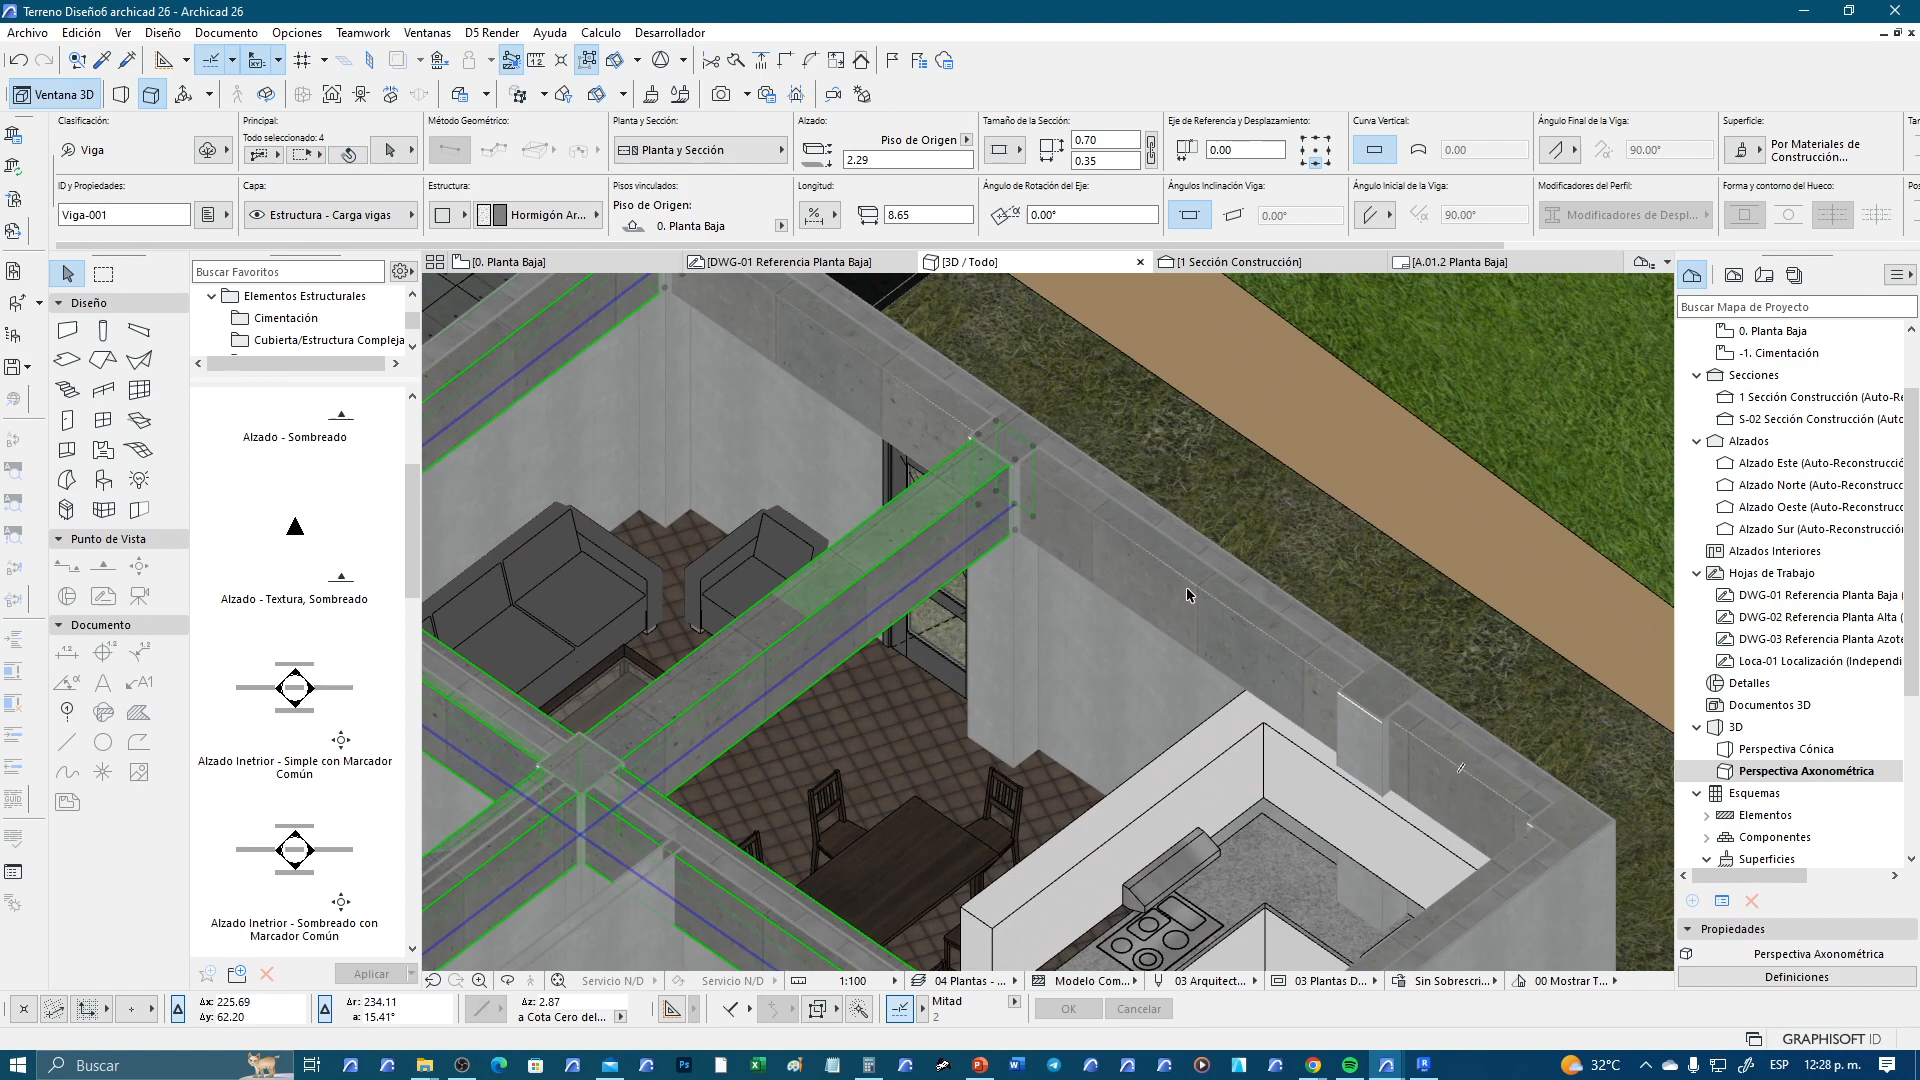 Terreno Diseño6 archicad 26 - Archicad 26
Archivo Edición Ver Diseño Opciones Documento Teamwork Ventanas D5 Render Ayuda Calculo Desarrollador
Ventana 3D
Clasificación: Principal: Método Geométrico: Planta y Sección: Alzado: Tamaño de la Sección: Eje de Referencia y Desplazamiento: Curva Vertical: Ángulo Final de la Viga: Superficie:
Todo seleccionado: 4
Viga Planta y Sección Piso de Origen 2.29 0.70 0.35 0.00 0.00 90.00° Por Materiales de Construcción...
ID y Propiedades: Capa: Estructura: Pisos vinculados: Longitud: Ángulo de Rotación del Eje: Ángulos Inclinación Viga: Ángulo Inicial de la Viga: Modificadores del Perfil: Forma y contorno del Hueco:
Piso de Origen:
Viga-001 Estructura - Carga vigas Hormigón Ar... 0. Planta Baja 8.65 0.00° 0.00° 90.00° Modificadores de Despl...
[0. Planta Baja] [DWG-01 Referencia Planta Baja] [3D / Todo] [1 Sección Construcción] [A.01.2 Planta Baja]
Buscar Favoritos
Elementos Estructurales
Cimentación
Cubierta/Estructura Compleja
Diseño
Punto de Vista
Documento
Alzado - Sombreado
Alzado - Textura, Sombreado
Alzado Inetrior - Simple con Marcador Común
Alzado Inetrior - Sombreado con Marcador Común
Aplicar
Buscar Mapa de Proyecto
0. Planta Baja
-1. Cimentación
Secciones
1 Sección Construcción (Auto-Re
S-02 Sección Construcción (Auto
Alzados
Alzado Este (Auto-Reconstrucció
Alzado Norte (Auto-Reconstrucci
Alzado Oeste (Auto-Reconstrucc
Alzado Sur (Auto-Reconstrucció
Alzados Interiores
Hojas de Trabajo
DWG-01 Referencia Planta Baja (
DWG-02 Referencia Planta Alta (
DWG-03 Referencia Planta Azote
Loca-01 Localización (Independi
Detalles
Documentos 3D
3D
Perspectiva Cónica
Perspectiva Axonométrica
Esquemas
Elementos
Componentes
Superficies
Propiedades
Perspectiva Axonométrica
Definiciones
Servicio N/D Servicio N/D 1:100 04 Plantas - ... Modelo Com... 03 Arquitect... 03 Plantas D... Sin Sobrescri... 00 Mostrar T...
Δx: 225.69 Δr: 234.11 Δz: 2.87 Mitad
Δy: 62.20 a: 15.41° a Cota Cero del... 2 OK Cancelar
GRAPHISOFT ID
Buscar 32°C ESP 12:28 p. m.